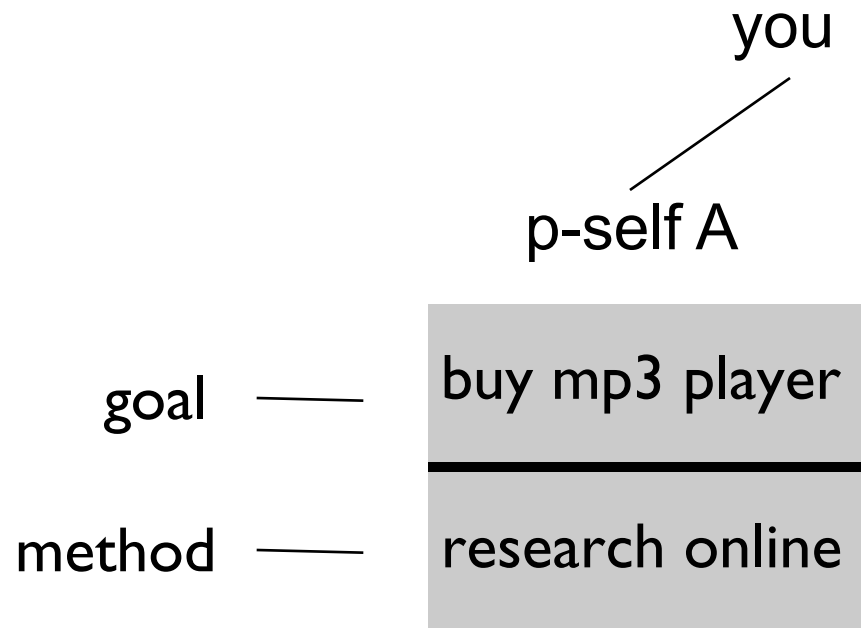 you
p-self A
goal
buy mp3 player
method
research online